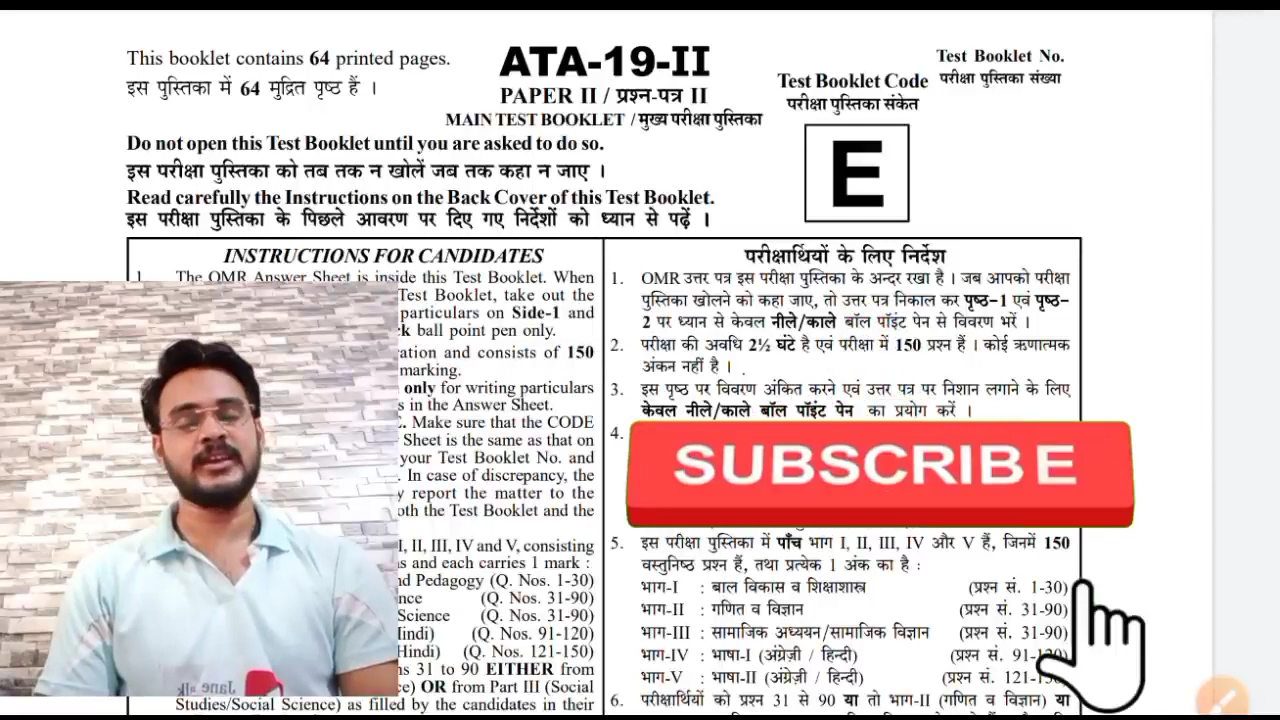 This booklet contains 64 printed pages.
इस पुस्तिका में 64 मुद्रित पृष्ठ हैं ।
ATA-19-II
PAPER II / प्रश्न-पत्र II
MAIN TEST BOOKLET / मुख्य परीक्षा पुस्तिका
Test Booklet No.
परीक्षा पुस्तिका संख्या
Test Booklet Code
परीक्षा पुस्तिका संकेत
E
Do not open this Test Booklet until you are asked to do so.
इस परीक्षा पुस्तिका को तब तक न खोलें जब तक कहा न जाए ।
Read carefully the Instructions on the Back Cover of this Test Booklet.
इस परीक्षा पुस्तिका के पिछले आवरण पर दिए गए निर्देशों को ध्यान से पढ़ें ।
INSTRUCTIONS FOR CANDIDATES
1. The OMR Answer Sheet is inside this Test Booklet. When
Test Booklet, take out the
particulars on Side-1 and
ball point pen only.
ration and consists of 150
marking.
only for writing particulars
in the Answer Sheet.
Make sure that the CODE
Sheet is the same as that on
your Test Booklet No. and
In case of discrepancy, the
report the matter to the
oth the Test Booklet and the
I, II, III, IV and V, consisting
s and each carries 1 mark :
d Pedagogy (Q. Nos. 1-30)
nce (Q. Nos. 31-90)
Science (Q. Nos. 31-90)
indi) (Q. Nos. 91-120)
Hindi) (Q. Nos. 121-150)
s 31 to 90 EITHER from
e) OR from Part III (Social
Studies/Social Science) as filled by the candidates in their
परीक्षार्थियों के लिए निर्देश
1. OMR उत्तर पत्र इस परीक्षा पुस्तिका के अन्दर रखा है । जब आपको परीक्षा
पुस्तिका खोलने को कहा जाए, तो उत्तर पत्र निकाल कर पृष्ठ-1 एवं पृष्ठ-
2 पर ध्यान से केवल नीले/काले बॉल पॉइंट पेन से विवरण भरें ।
2. परीक्षा की अवधि 2½ घंटे है एवं परीक्षा में 150 प्रश्न हैं । कोई ऋणात्मक
अंकन नहीं है ।
3. इस पृष्ठ पर विवरण अंकित करने एवं उत्तर पत्र पर निशान लगाने के लिए
केवल नीले/काले बॉल पॉइंट पेन का प्रयोग करें ।
4.
SUBSCRIBE
5. इस परीक्षा पुस्तिका में पाँच भाग I, II, III, IV और V हैं, जिनमें 150
वस्तुनिष्ठ प्रश्न हैं, तथा प्रत्येक 1 अंक का है :
भाग-I : बाल विकास व शिक्षाशास्त्र (प्रश्न सं. 1-30)
भाग-II : गणित व विज्ञान (प्रश्न सं. 31-90)
भाग-III : सामाजिक अध्ययन/सामाजिक विज्ञान (प्रश्न सं. 31-90)
भाग-IV : भाषा-I (अंग्रेज़ी / हिन्दी) (प्रश्न सं. 91-120)
भाग-V : भाषा-II (अंग्रेज़ी / हिन्दी) (प्रश्न सं. 121-
6. परीक्षार्थियों को प्रश्न 31 से 90 या तो भाग-II (गणित व विज्ञान) या